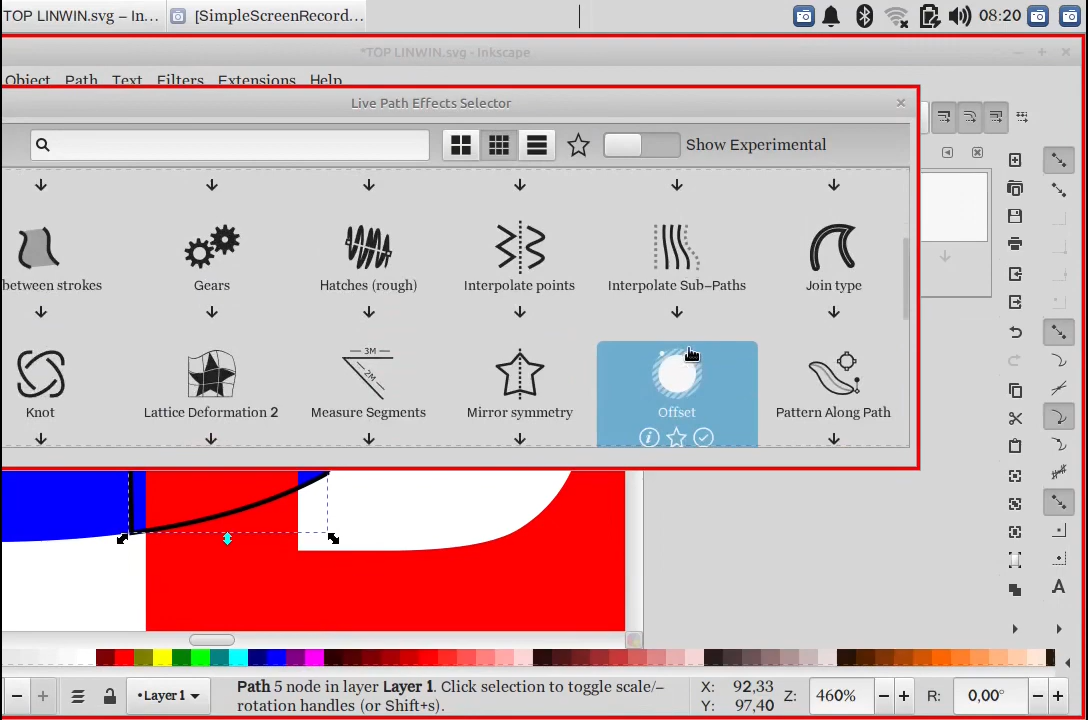 TOP LINWIN.svg – In...
[SimpleScreenRecord...
08:20
*TOP LINWIN.svg - Inkscape
Object Path Text Filters Extensions Help
Live Path Effects Selector
Show Experimental
between strokes
Gears
Hatches (rough)
Interpolate points
Interpolate Sub-Paths
Join type
3M
2M
Knot
Lattice Deformation 2
Measure Segments
Mirror symmetry
Offset
Pattern Along Path
Layer 1
Path 5 node in layer Layer 1. Click selection to toggle scale/
rotation handles (or Shift+s).
X: 92,33
Y: 97,40
Z: 460%
R: 0,00°